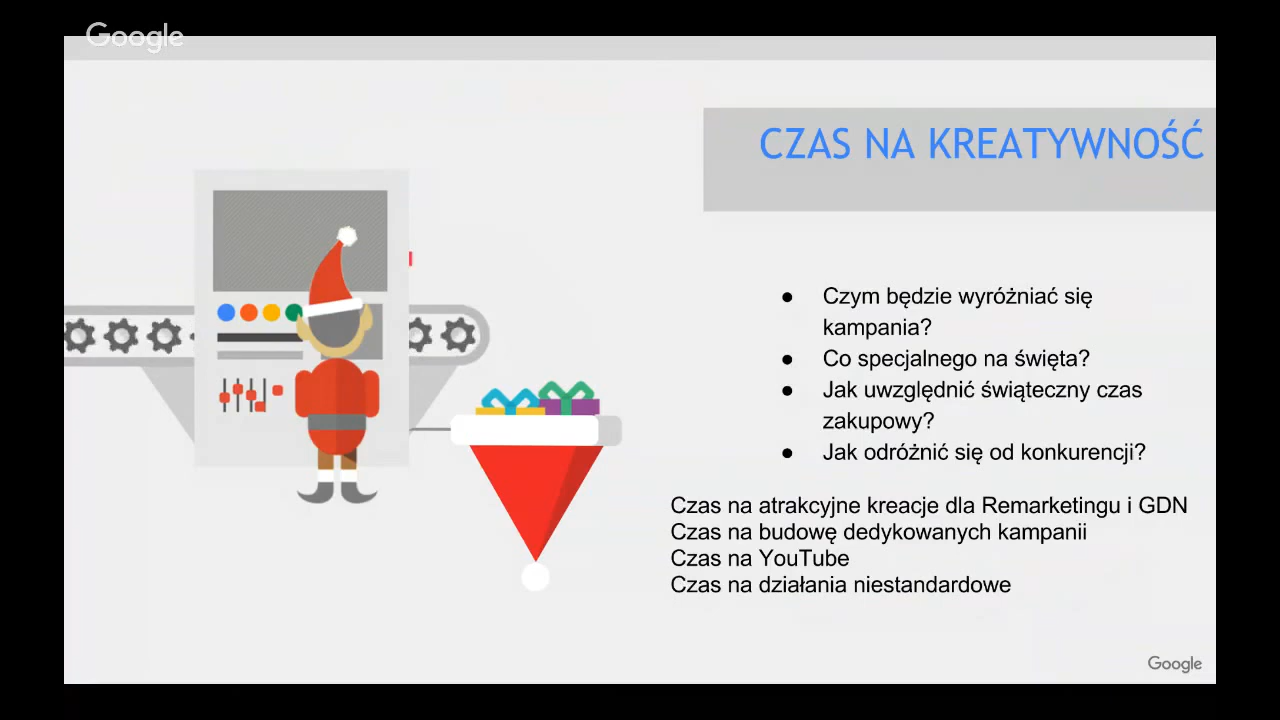 Google
CZAS NA KREATYWNOŚĆ
● Czym będzie wyróżniać się
kampania?
● Co specjalnego na święta?
● Jak uwzględnić świąteczny czas
zakupowy?
● Jak odróżnić się od konkurencji?
Czas na atrakcyjne kreacje dla Remarketingu i GDN
Czas na budowę dedykowanych kampanii
Czas na YouTube
Czas na działania niestandardowe
Google